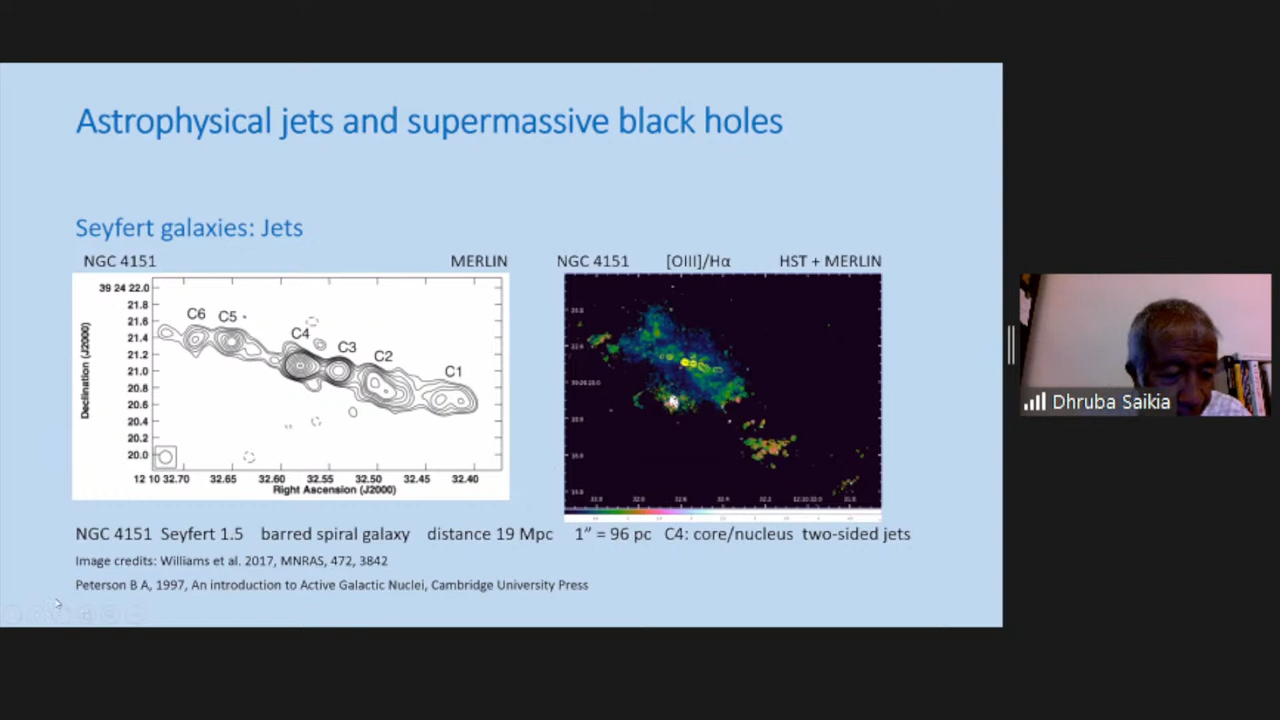 Astrophysical jets and supermassive black holes
Seyfert galaxies: Jets
NGC 4151 MERLIN
39 24 22.0
21.8
21.6
21.4
21.2
21.0
20.8
20.6
20.4
20.2
20.0
Declination (J2000)
C6 C5 C4 C3 C2 C1
12 10 32.70 32.65 32.60 32.55 32.50 32.45 32.40
Right Ascension (J2000)
NGC 4151 [OIII]/Hα HST + MERLIN
NGC 4151 Seyfert 1.5 barred spiral galaxy distance 19 Mpc 1” = 96 pc C4: core/nucleus two-sided jets
Image credits: Williams et al. 2017, MNRAS, 472, 3842
Peterson B A, 1997, An introduction to Active Galactic Nuclei, Cambridge University Press
Dhruba Saikia